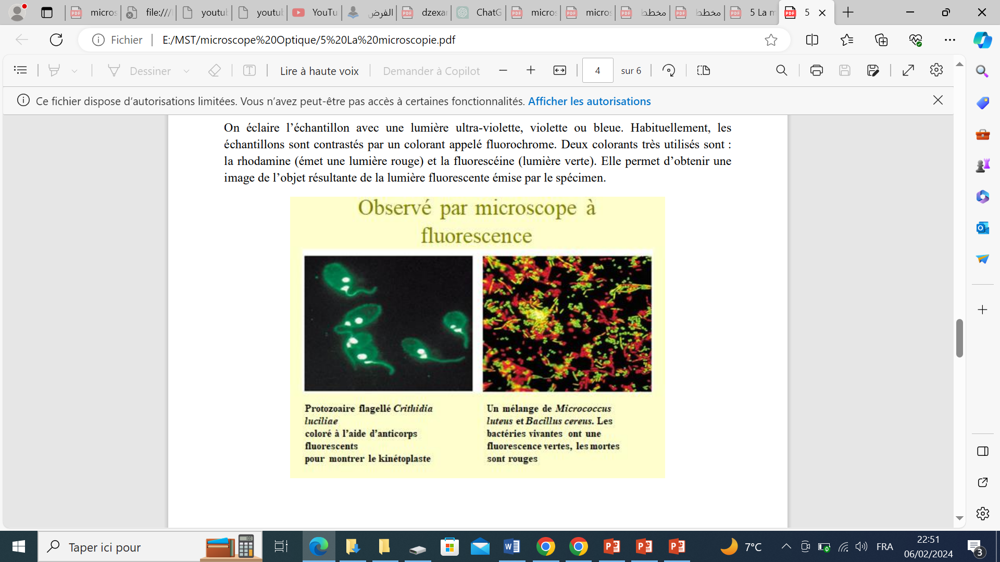 micros
file:///
youtub
youtub
YouTu
الفرض
dzexar
ChatG
micros
micros
مخطط
مخطط
5 La m
5
Fichier
E:/MST/microscope%20Optique/5%20La%20microscopie.pdf
Dessiner
Lire à haute voix
Demander à Copilot
4
sur 6
Ce fichier dispose d’autorisations limitées. Vous n’avez peut-être pas accès à certaines fonctionnalités. Afficher les autorisations
On éclaire l’échantillon avec une lumière ultra-violette, violette ou bleue. Habituellement, les
échantillons sont contrastés par un colorant appelé fluorochrome. Deux colorants très utilisés sont :
la rhodamine (émet une lumière rouge) et la fluorescéine (lumière verte). Elle permet d’obtenir une
image de l’objet résultante de la lumière fluorescente émise par le spécimen.
Observé par microscope à
fluorescence
Protozoaire flagellé Crithidia
luciliae
coloré à l’aide d’anticorps
fluorescents
pour montrer le kinétoplaste
Un mélange de Micrococcus
luteus et Bacillus cereus. Les
bactéries vivantes ont une
fluorescence vertes, les mortes
sont rouges
Taper ici pour
7°C
FRA
22:51
06/02/2024
3